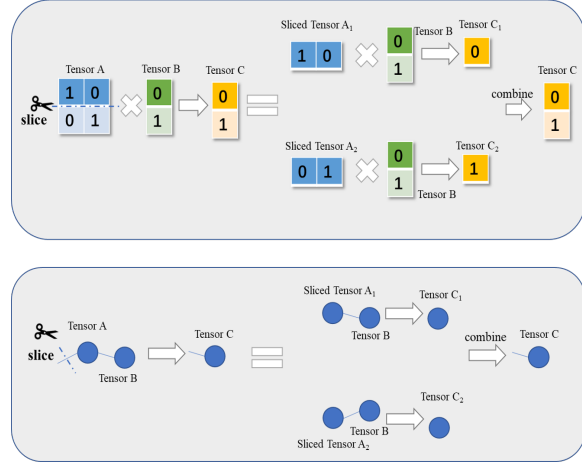 Sliced Tensor A1
Tensor B
Tensor C1
1 0
0
1
0
Tensor A
Tensor B
Tensor C
1 0
0 1
0
1
0
1
slice
combine
Tensor C
0
1
Sliced Tensor A2
0 1
0
1
Tensor B
Tensor C2
1
Sliced Tensor A1
Tensor B
Tensor C1
slice
Tensor A
Tensor B
Tensor C
combine
Tensor C
Tensor C2
Tensor B
Sliced Tensor A2